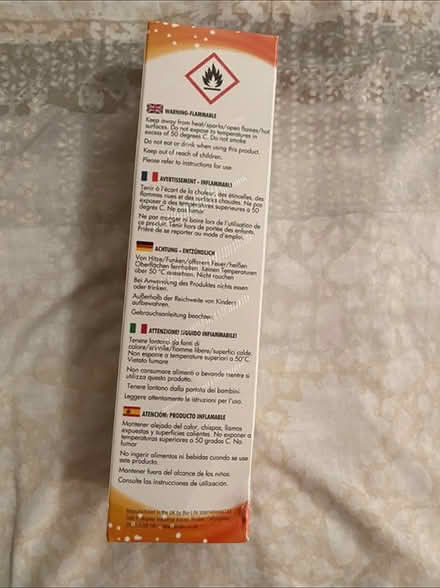 WARNING-FLAMMABLE
Keep away from heat/sparks/open flames/hot
surfaces. Do not expose to temperatures in
excess of 50 degrees C. Do not smoke
Do not eat or drink when using this product.
Keep out of reach of children.
Please refer to instructions for use
AVERTISSEMENT - INFLAMMABLE
Tenir à l'écart de la chaleur, des étincelles, des
flammes nues et des surfaces chaudes. Ne pas
exposer à des températures superieures a 50
degrés C. Ne pas fumar
Ne pas manger ni boire lors de l'utilisation de
ce produit. Tenir hors de portée des enfants.
Prière de se reporter au mode d'emploi.
ACHTUNG - ENTZÜNDLICH
Von Hitze/Funken/offenem Feuer/heißen
Oberflächen fernhalten. Keinen Temperaturen
über 50 °C aussetzen. Nicht rauchen
Bei Anwendung des Produktes nichts essen
oder trinken.
Außerhalb der Reichweite von Kindern
aufbewahren.
Gebrauchsanleitung beachten
ATTENZIONE! LIQUIDO INFIAMMABILE!
Tenere lontano da fonti di
calore/scintille/fiamme libere/superfici calde.
Non esporre a temperature superiori a 50°C.
Vietato fumare
Non consumare alimenti o bevande mentre si
utilizza questo prodotto.
Tenere lontano dalla portata dei bambini.
Leggere attentamente le istruzioni per l'uso.
ATENCIÓN: PRODUCTO INFLAMABLE
Mantener alejado del calor, chispas, llamas
expuestas y superficies calientes. No exponer a
temperaturas superiores a 50 grados C. No
fumar
No ingerir alimentos ni bebidas cuando se use
este producto.
Mantener fuera del alcance de los niños.
Consulte las instrucciones de utilización.
Manufactured in the UK by